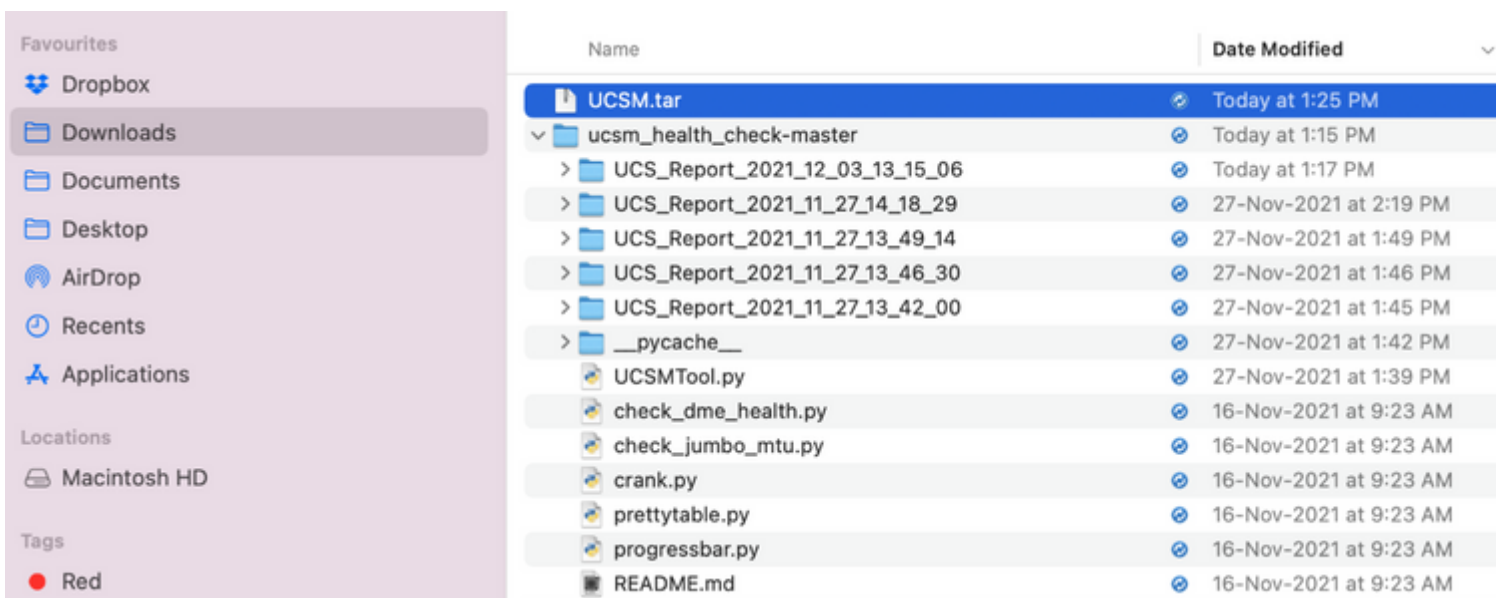 Favourites
Dropbox
Downloads
Documents
Desktop
AirDrop
Recents
Applications
Locations
Macintosh HD
Tags
Red
Name Date Modified
UCSM.tar Today at 1:25 PM
ucsm_health_check-master Today at 1:15 PM
UCS_Report_2021_12_03_13_15_06 Today at 1:17 PM
UCS_Report_2021_11_27_14_18_29 27-Nov-2021 at 2:19 PM
UCS_Report_2021_11_27_13_49_14 27-Nov-2021 at 1:49 PM
UCS_Report_2021_11_27_13_46_30 27-Nov-2021 at 1:46 PM
UCS_Report_2021_11_27_13_42_00 27-Nov-2021 at 1:45 PM
__pycache__ 27-Nov-2021 at 1:42 PM
UCSMTool.py 27-Nov-2021 at 1:39 PM
check_dme_health.py 16-Nov-2021 at 9:23 AM
check_jumbo_mtu.py 16-Nov-2021 at 9:23 AM
crank.py 16-Nov-2021 at 9:23 AM
prettytable.py 16-Nov-2021 at 9:23 AM
progressbar.py 16-Nov-2021 at 9:23 AM
README.md 16-Nov-2021 at 9:23 AM